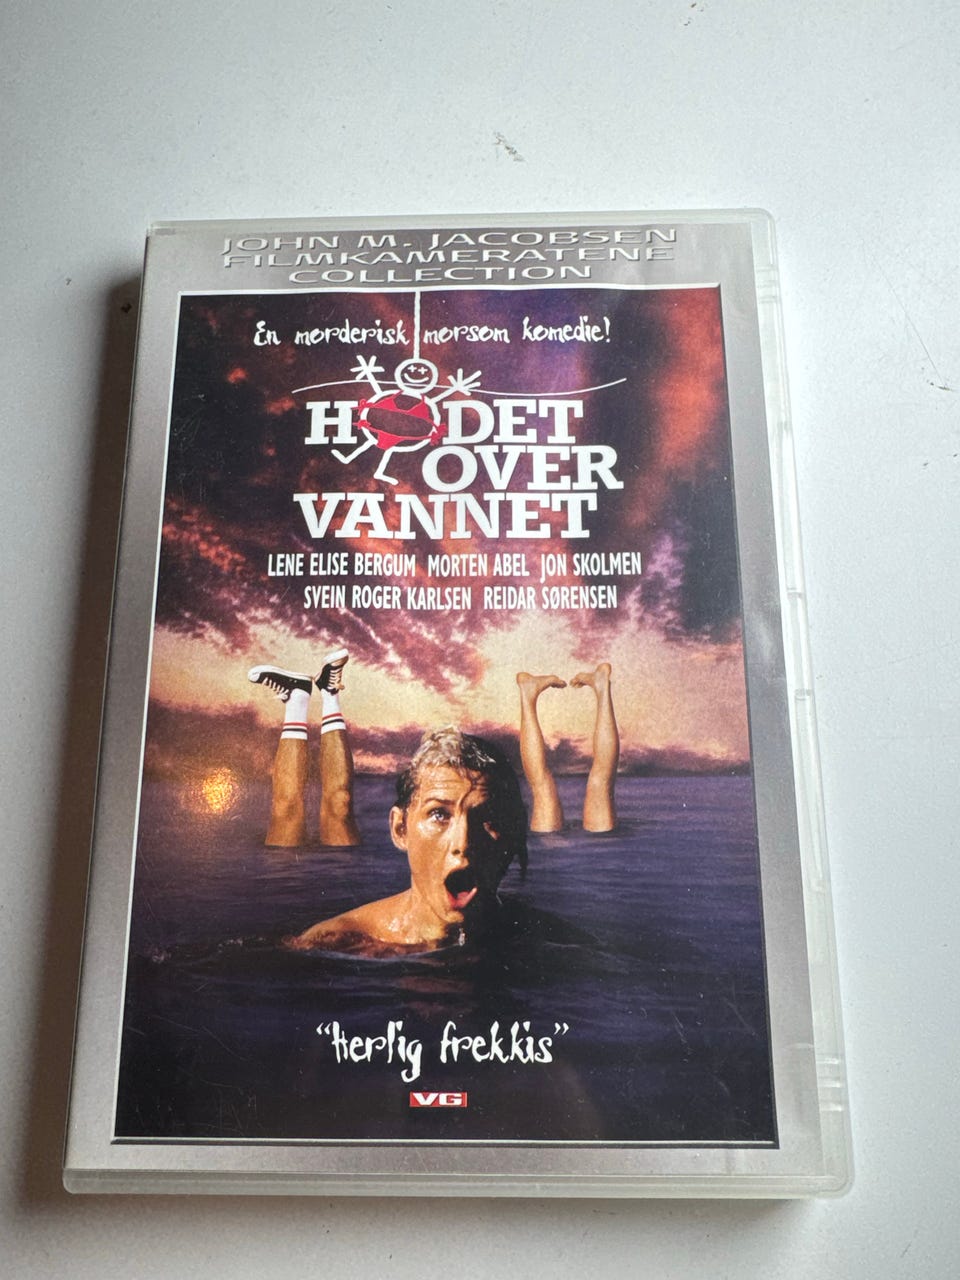 JOHN M. JACOBSEN
FILMKAMERATENE
COLLECTION
En morderisk morsom komedie!
HODET
OVER
VANNET
LENE ELISE BERGUM MORTEN ABEL JON SKOLMEN
SVEIN ROGER KARLSEN REIDAR SØRENSEN
"Herlig frekkis"
VG